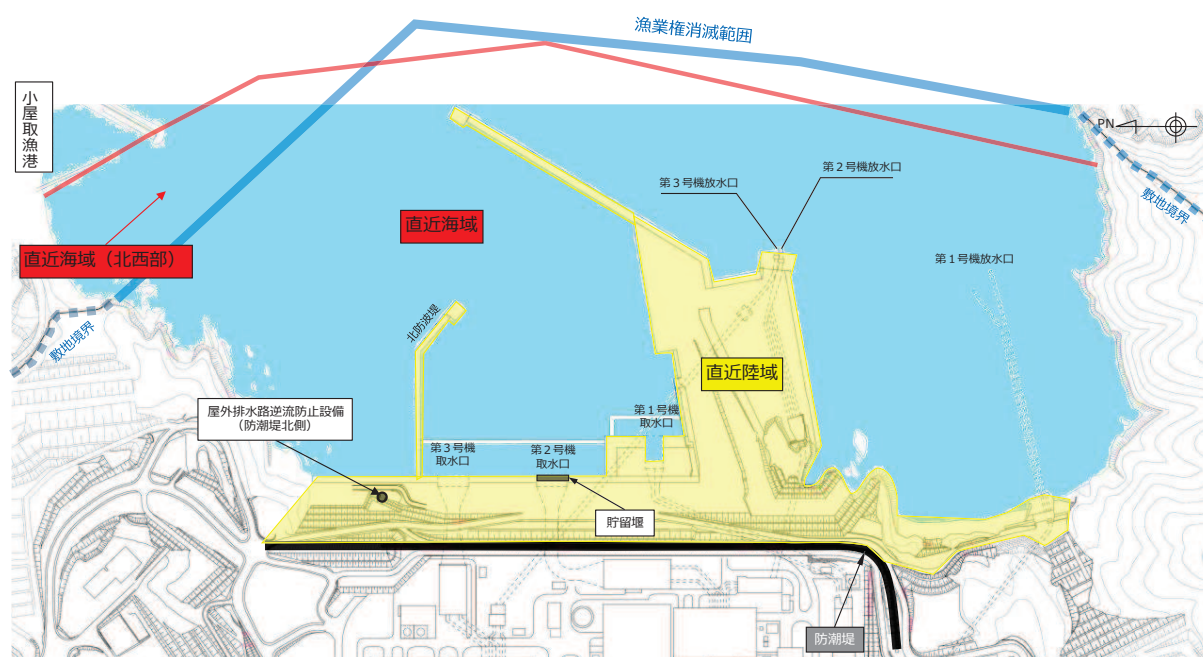 漁業権消滅範囲
小屋取漁港
PN
第２号機放水口
第３号機放水口
敷地境界
直近海域
直近海域（北西部）
第１号機放水口
敷地境界
北防波堤
直近陸域
屋外排水路逆流防止設備
（防潮堤北側）
第１号機
取水口
第３号機
取水口
第２号機
取水口
貯留堰
防潮堤